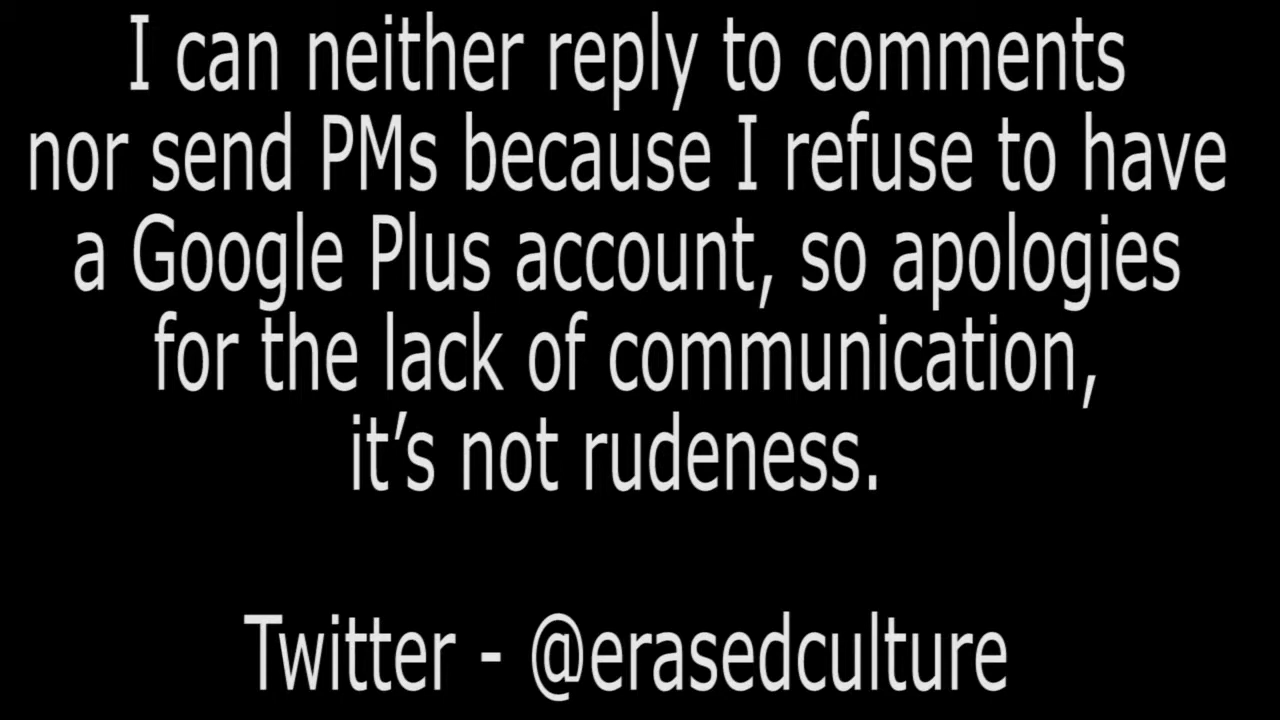 I can neither reply to comments
nor send PMs because I refuse to have
a Google Plus account, so apologies
for the lack of communication,
it’s not rudeness.
Twitter - @erasedculture